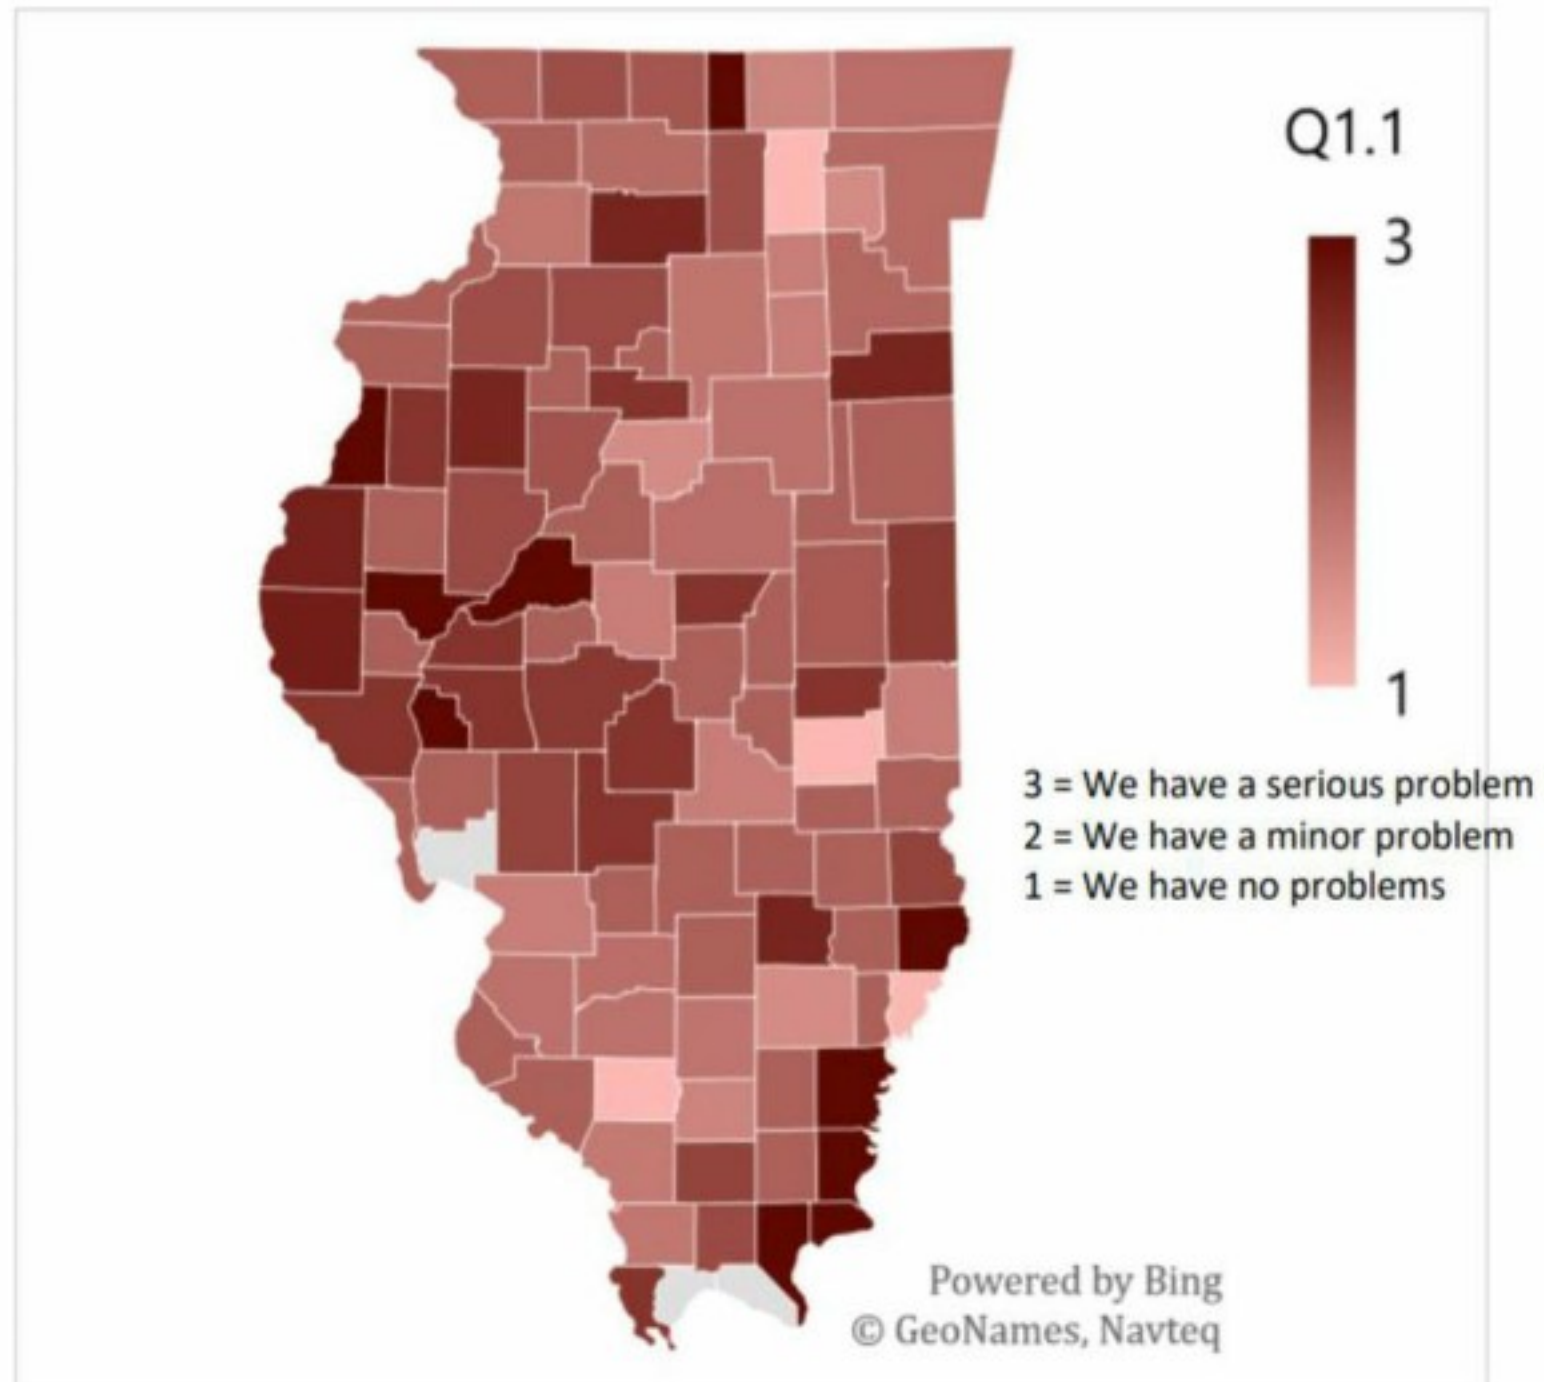 Q1.1
3
1
3 = We have a serious problem
2 = We have a minor problem
1 = We have no problems
Powered by Bing
© GeoNames, Navteq